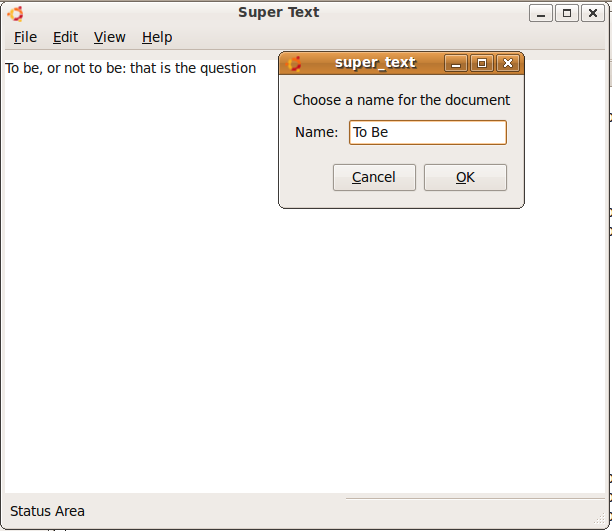 Super Text
File Edit View Help
To be, or not to be: that is the question
super_text
Choose a name for the document
Name: To Be
Cancel OK
Status Area